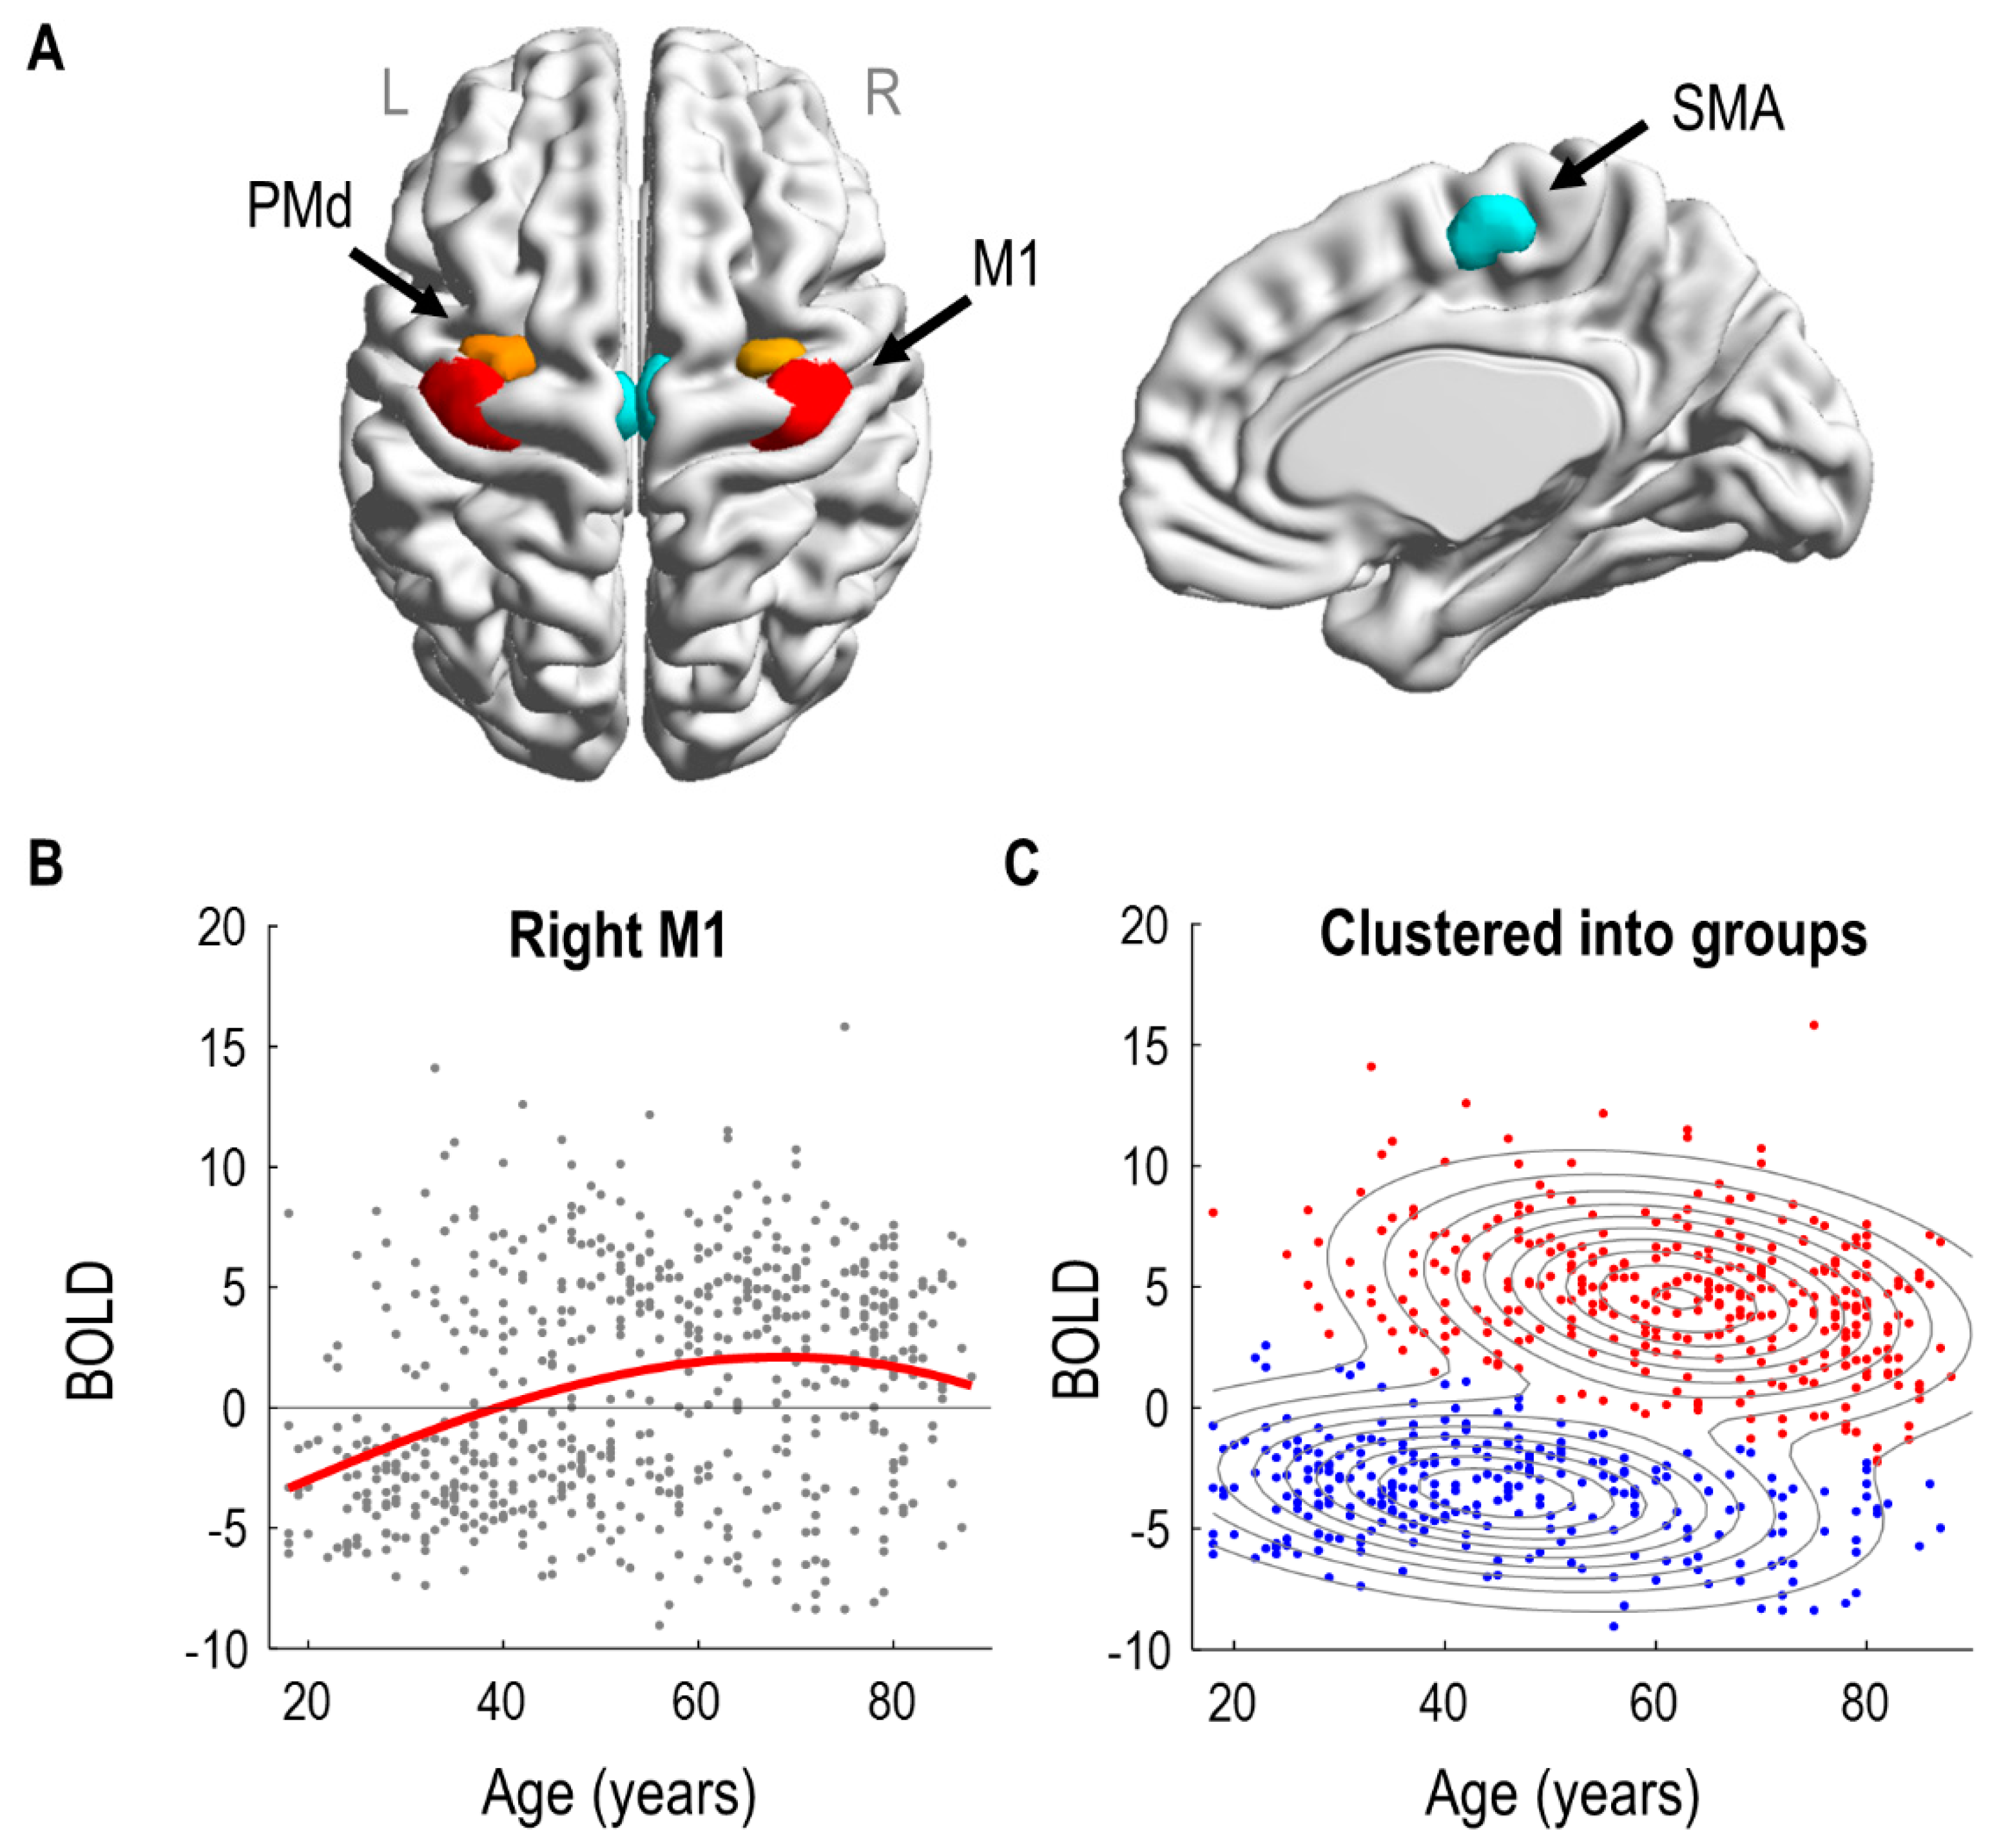 A
L
R
SMA
PMd
M1
B
C
Right M1
Clustered into groups
20
15
10
5
0
-5
-10
BOLD
20
40
60
80
Age (years)
20
15
10
5
0
-5
-10
BOLD
20
40
60
80
Age (years)